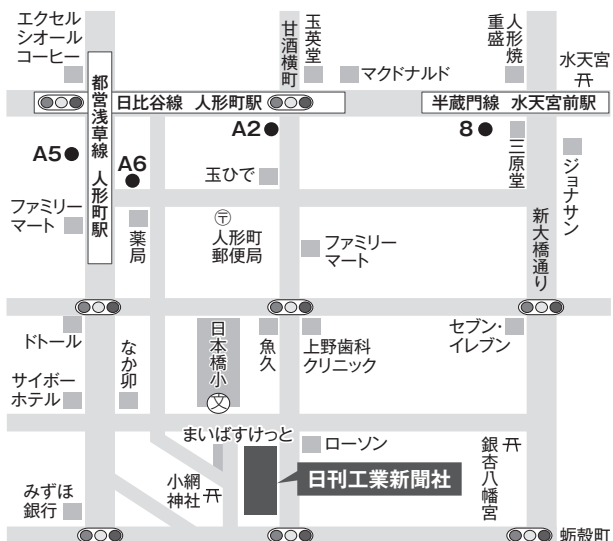 エクセル
シオール
コーヒー
甘酒横町
玉英堂
マクドナルド
人形焼
重盛
水天宮
都営浅草線 人形町駅
日比谷線 人形町駅
半蔵門線 水天宮前駅
A5
A6
A2
8
三原堂
ジョナサン
玉ひで
ファミリー
マート
薬局
〒
人形町
郵便局
ファミリー
マート
新大橋通り
ドトール
なか卯
日本橋小
文
魚久
上野歯科
クリニック
セブン・
イレブン
サイボー
ホテル
まいばすけっと
ローソン
小網
神社
日刊工業新聞社
銀杏八幡宮
みずほ
銀行
蛎殻町